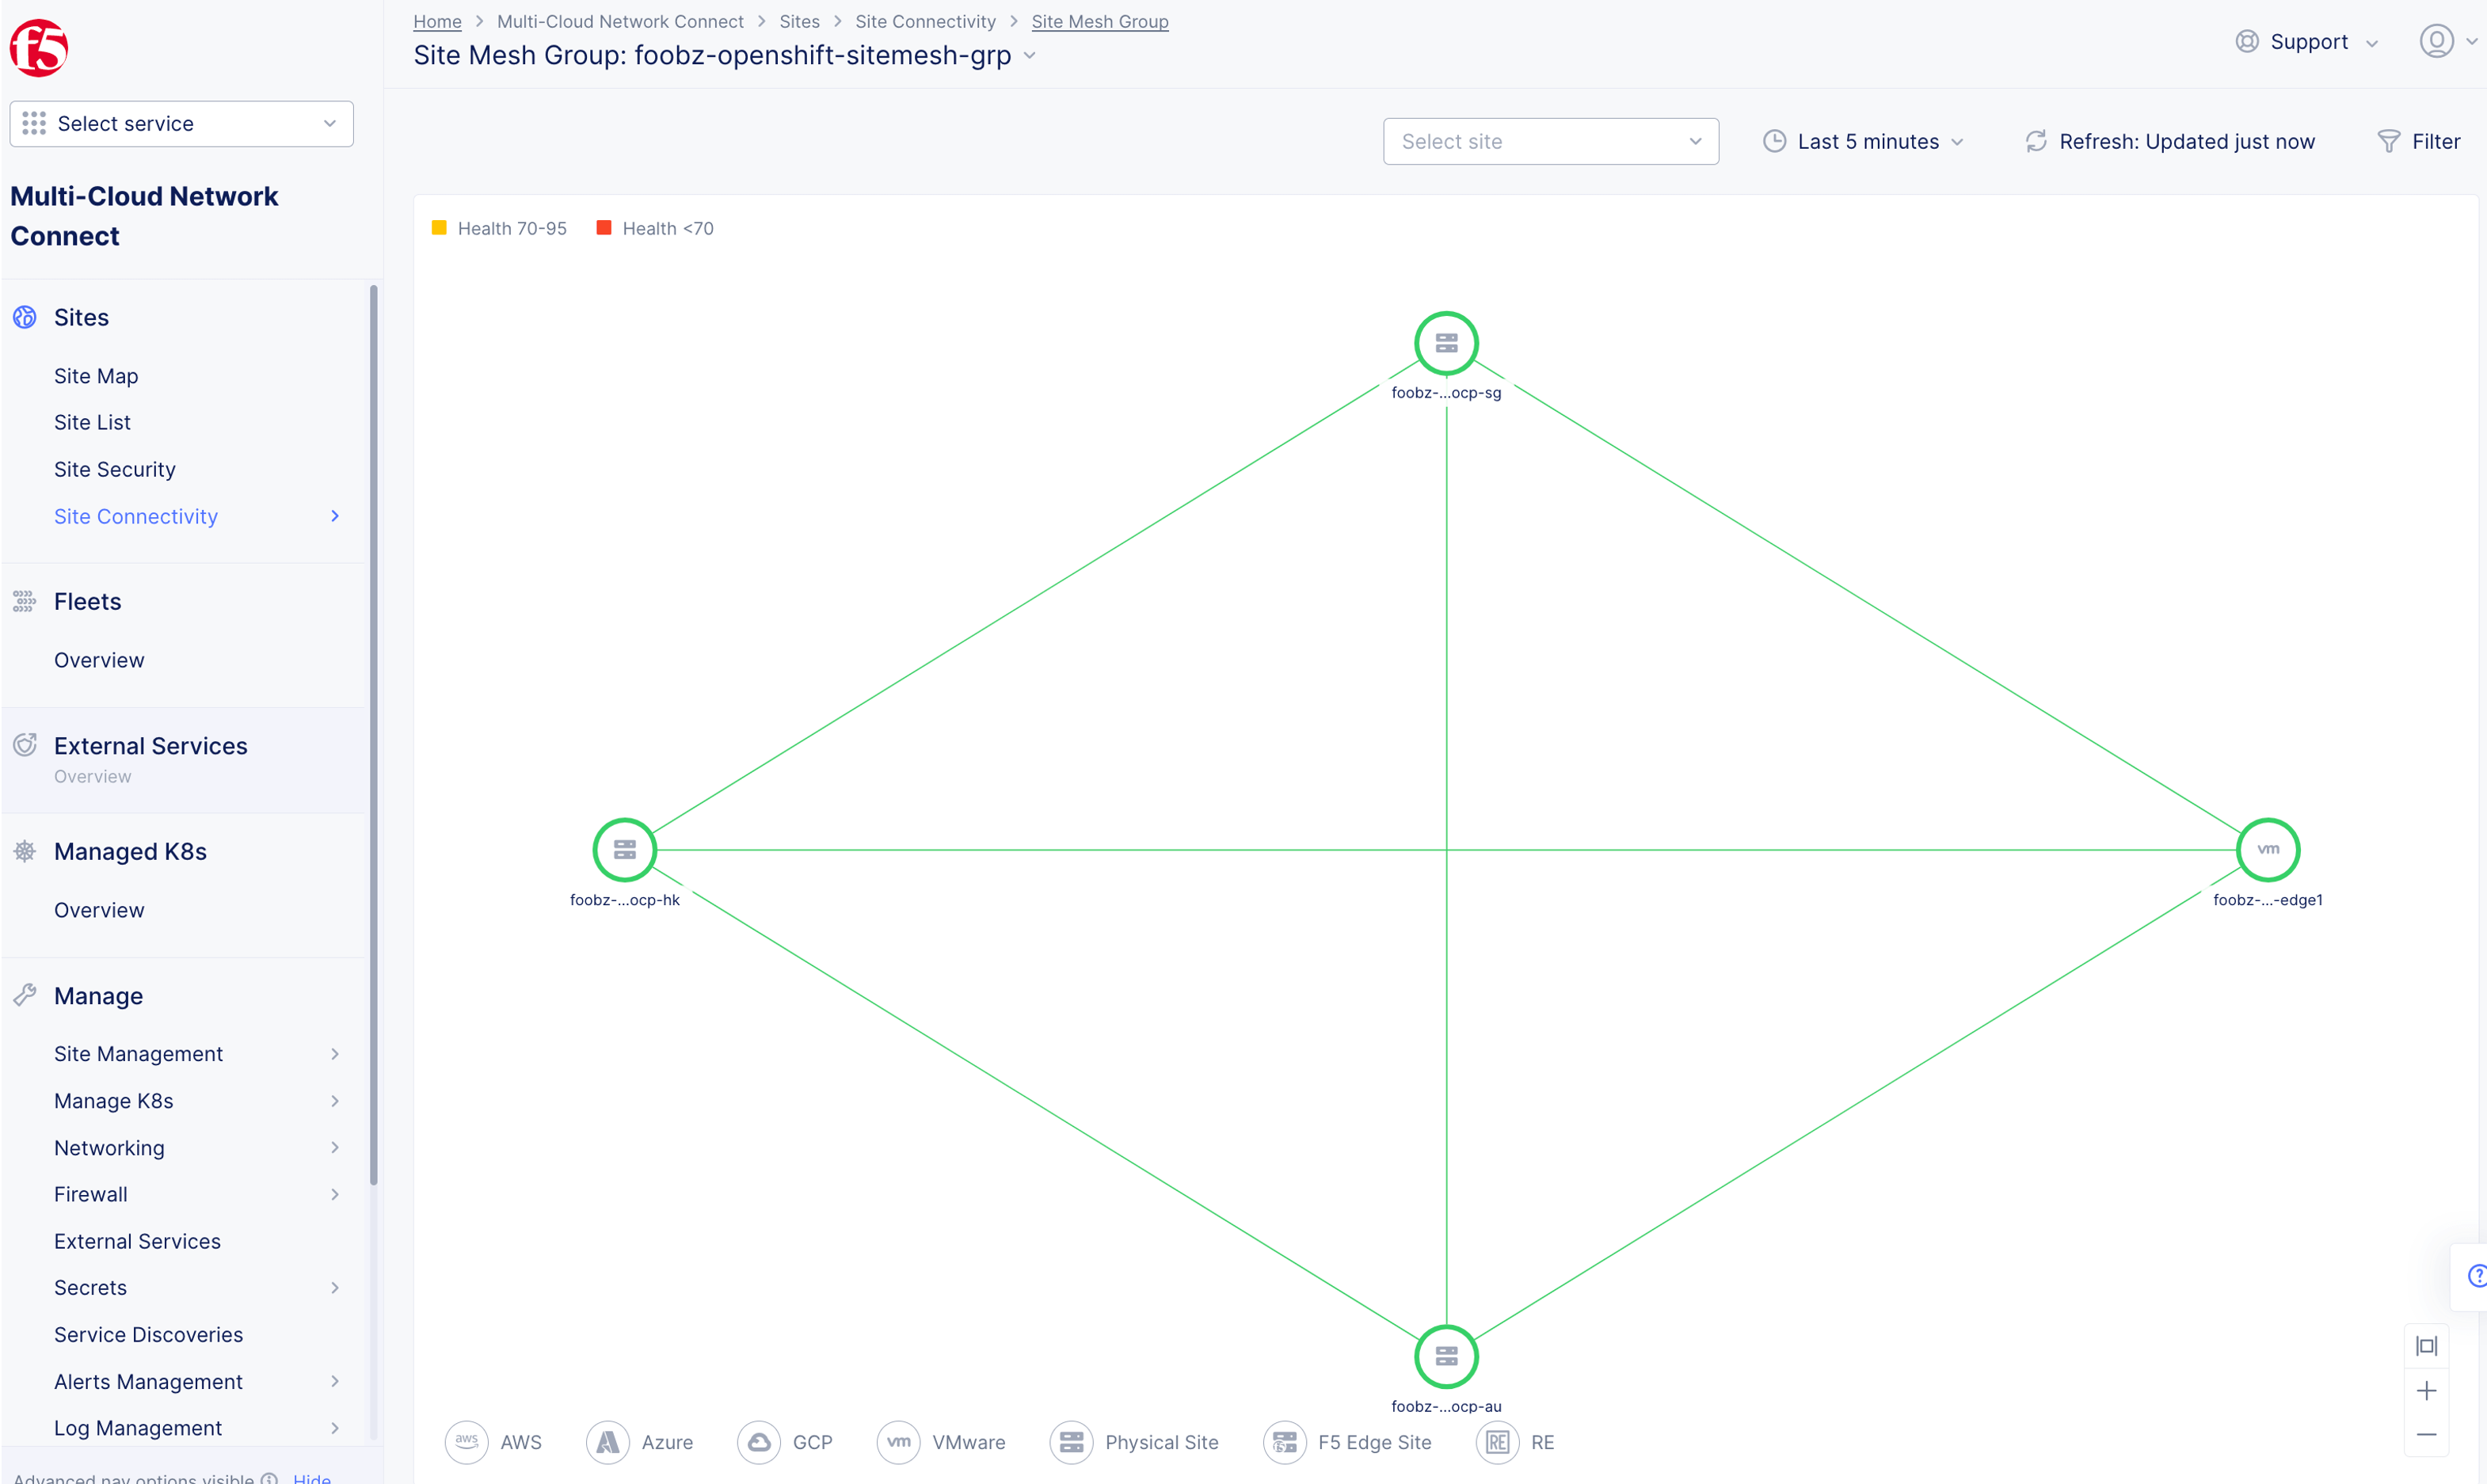 f5
Home > Multi-Cloud Network Connect > Sites > Site Connectivity > Site Mesh Group
Site Mesh Group: foobz-openshift-sitemesh-grp
Support
Select service
Multi-Cloud Network
Connect
Sites
Site Map
Site List
Site Security
Site Connectivity
Fleets
Overview
External Services
Overview
Managed K8s
Overview
Manage
Site Management
Manage K8s
Networking
Firewall
External Services
Secrets
Service Discoveries
Alerts Management
Log Management
Advanced nav options visible Hide
Select site
Last 5 minutes
Refresh: Updated just now
Filter
Health 70-95
Health <70
foobz-...ocp-sg
foobz-...ocp-hk
vm
foobz-...-edge1
foobz-...ocp-au
aws AWS
Azure
GCP
vm VMware
Physical Site
F5 Edge Site
RE RE